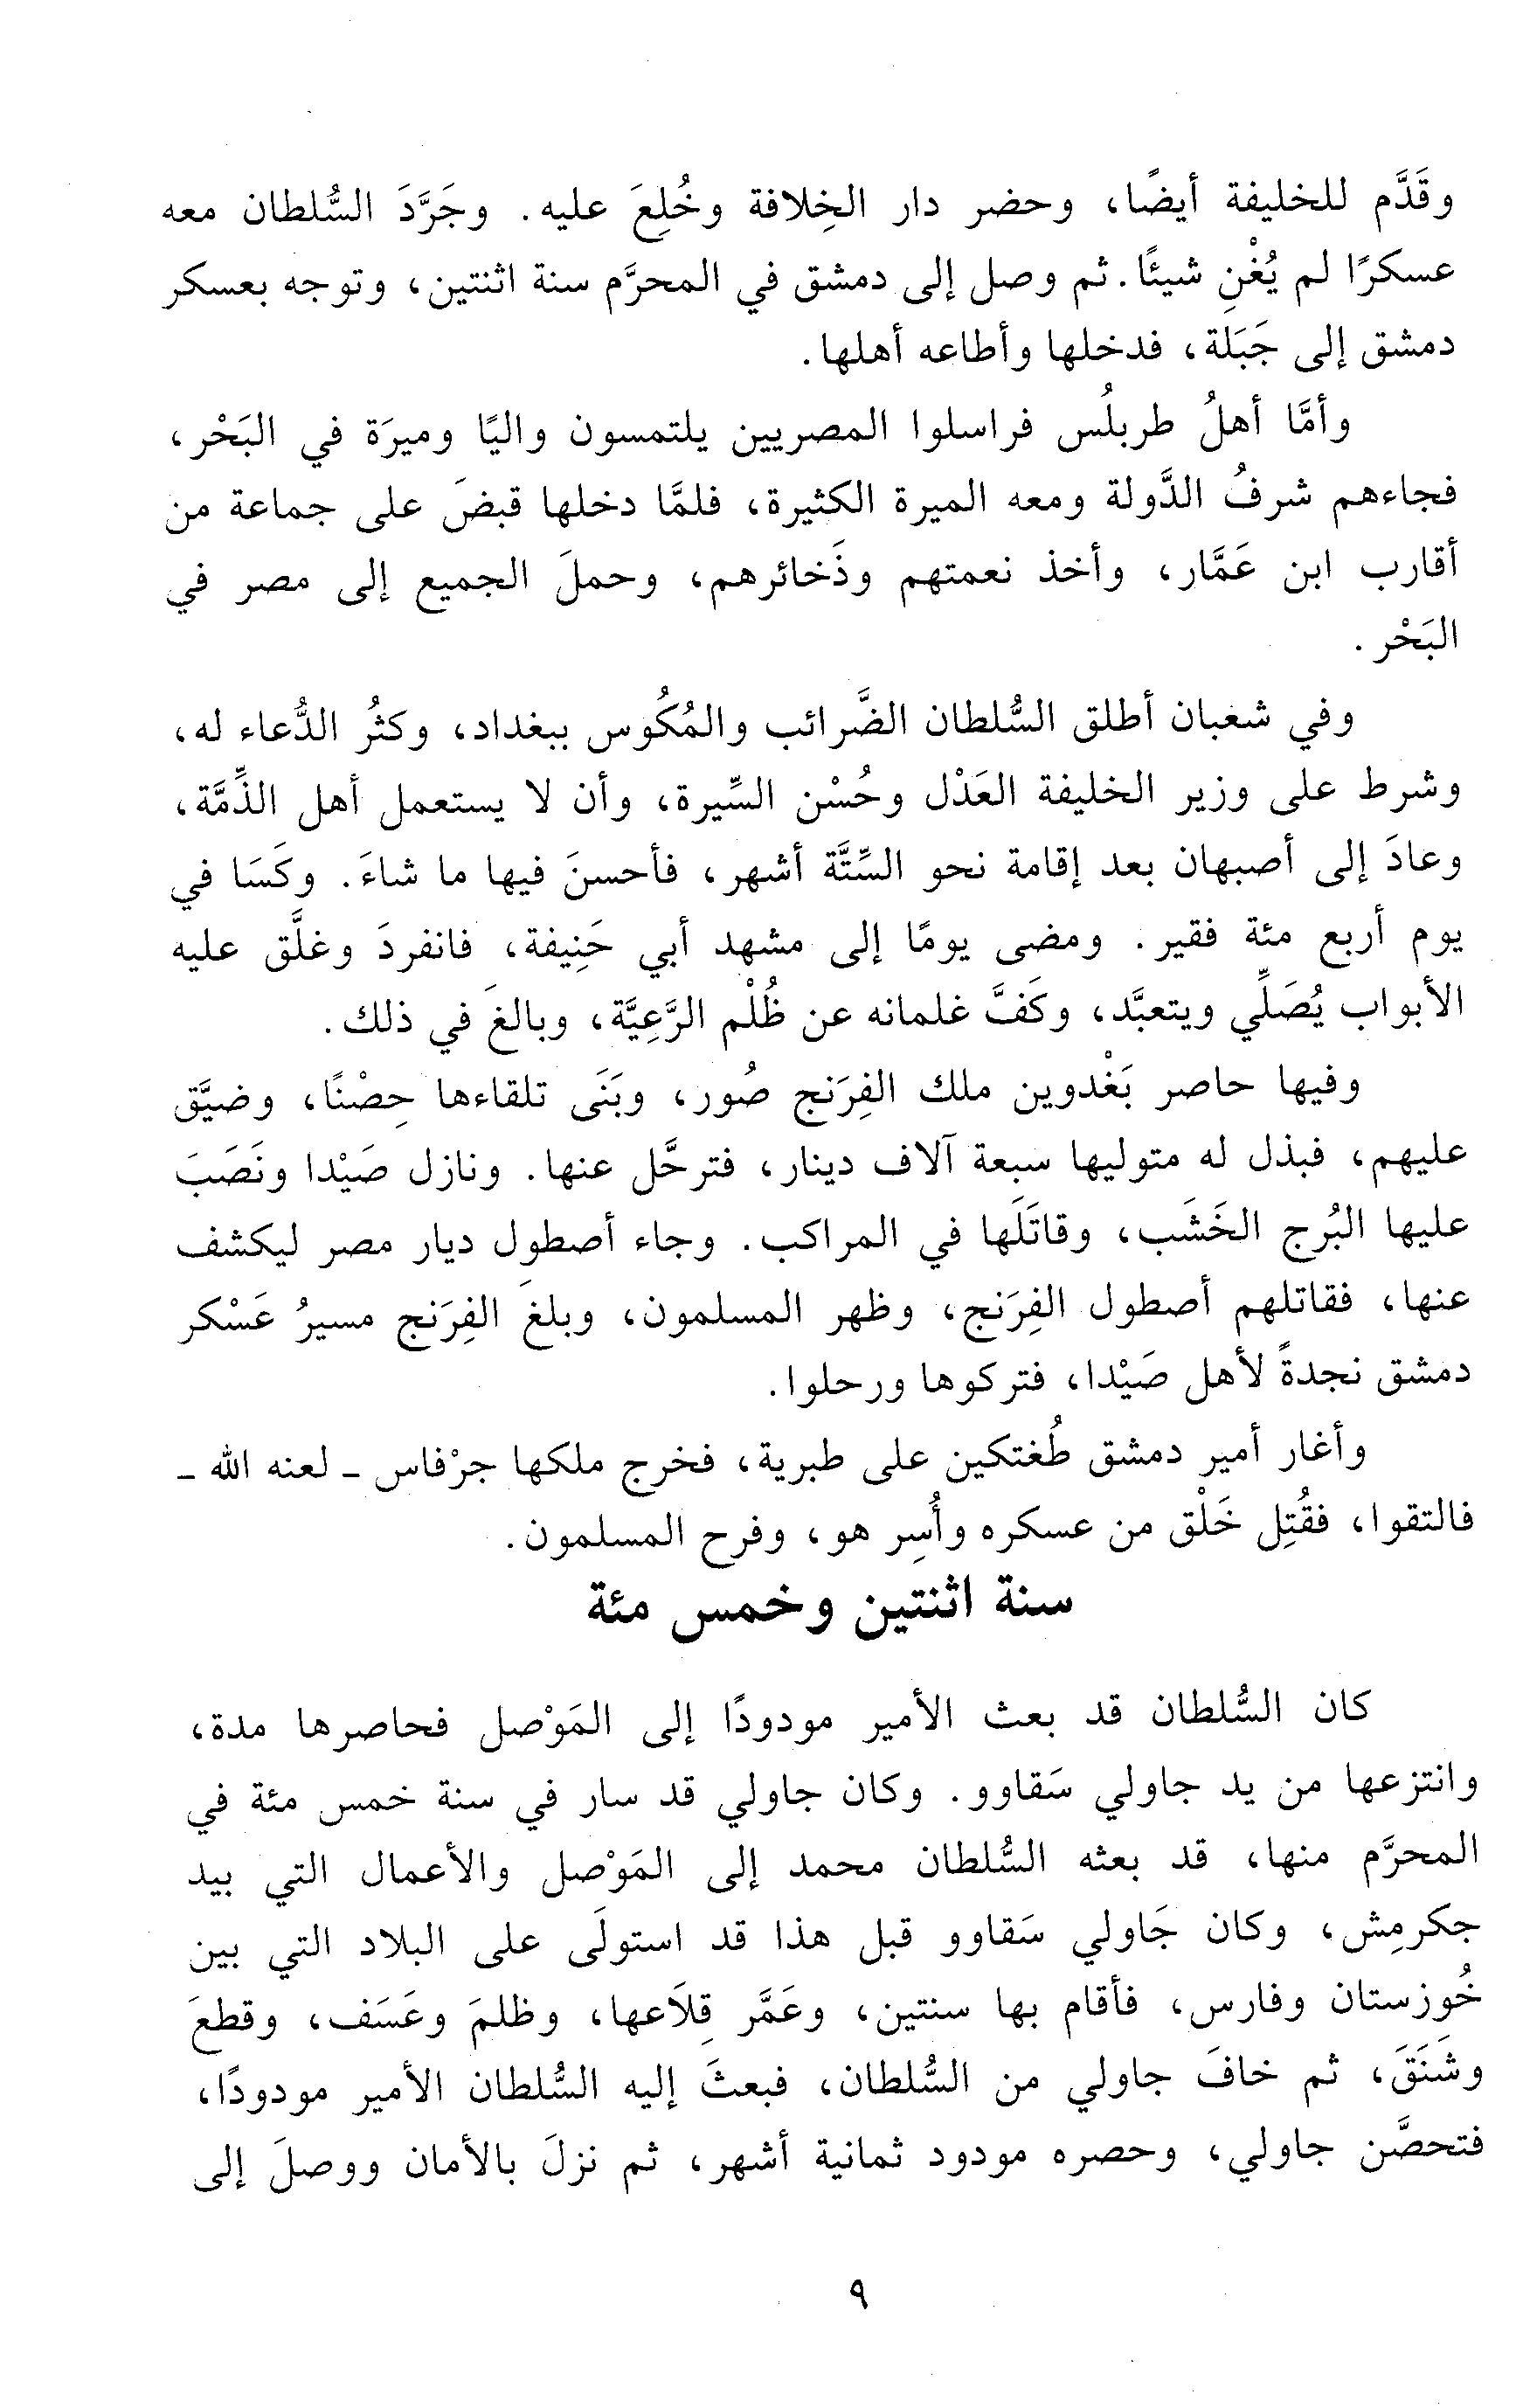 وقَدَّم للخليفة أيضًا، وحضر دار الخِلافة وخُلِعَ عليه. وجَرَّدَ السُّلطان معه
عسكرًا لم يُغْنِ شيئًا. ثم وصل إلى دمشق في المحرَّم سنة اثنتين، وتوجه بعسكر
دمشق إلى جَبَلَة، فدخلها وأطاعه أهلها.
وأمَّا أهلُ طربلُس فراسلوا المصريين يلتمسون واليًا وميرَة في البَحْر،
فجاءهم شرفُ الدَّولة ومعه الميرة الكثيرة، فلمَّا دخلها قبضَ على جماعة من
أقارب ابن عَمَّار، وأخذ نعمتهم وذَخائرهم، وحملَ الجميع إلى مصر في
البَحْر.
وفي شعبان أطلق السُّلطان الضَّرائب والمُكُوس ببغداد، وكثُر الدُّعاء له،
وشرط على وزير الخليفة العَدْل وحُسْن السِّيرة، وأن لا يستعمل أهل الذِّمَّة،
وعادَ إلى أصبهان بعد إقامة نحو السِّتَّة أشهر، فأحسنَ فيها ما شاءَ. وكَسَا في
يوم أربع مئة فقير. ومضى يومًا إلى مشهد أبي حَنِيفة، فانفردَ وغلَّق عليه
الأبواب يُصَلِّي ويتعبَّد، وكَفَّ غلمانه عن ظُلْم الرَّعِيَّة، وبالغَ في ذلك.
وفيها حاصر بَغْدوين ملك الفِرَنج صُور، وبَنَى تلقاءها حِصْنًا، وضيَّق
عليهم، فبذل له متوليها سبعة آلاف دينار، فترحَّل عنها. ونازل صَيْدا ونَصَبَ
عليها البُرج الخَشَب، وقاتَلَها في المراكب. وجاء أصطول ديار مصر ليكشف
عنها، فقاتلهم أصطول الفِرَنج، وظهر المسلمون، وبلغَ الفِرَنج مسيرُ عَسْكر
دمشق نجدةً لأهل صَيْدا، فتركوها ورحلوا.
وأغار أمير دمشق طُغتكين على طبرية، فخرج ملكها جرْفاس - لعنه الله -
فالتقوا، فقُتِل خَلْق من عسكره وأُسِر هو، وفرح المسلمون.
سنة اثنتين وخمس مئة
كان السُّلطان قد بعث الأمير مودودًا إلى المَوْصل فحاصرها مدة،
وانتزعها من يد جاولي سَقاوو. وكان جاولي قد سار في سنة خمس مئة في
المحرَّم منها، قد بعثه السُّلطان محمد إلى المَوْصل والأعمال التي بيد
جكرمِش، وكان جَاولي سَقاوو قبل هذا قد استولَى على البلاد التي بين
خُوزستان وفارس، فأقام بها سنتين، وعَمَّر قِلاَعها، وظلمَ وعَسَف، وقطعَ
وشَنَقَ، ثم خافَ جاولي من السُّلطان، فبعثَ إليه السُّلطان الأمير مودودًا،
فتحصَّن جاولي، وحصره مودود ثمانية أشهر، ثم نزلَ بالأمان ووصلَ إلى
٩